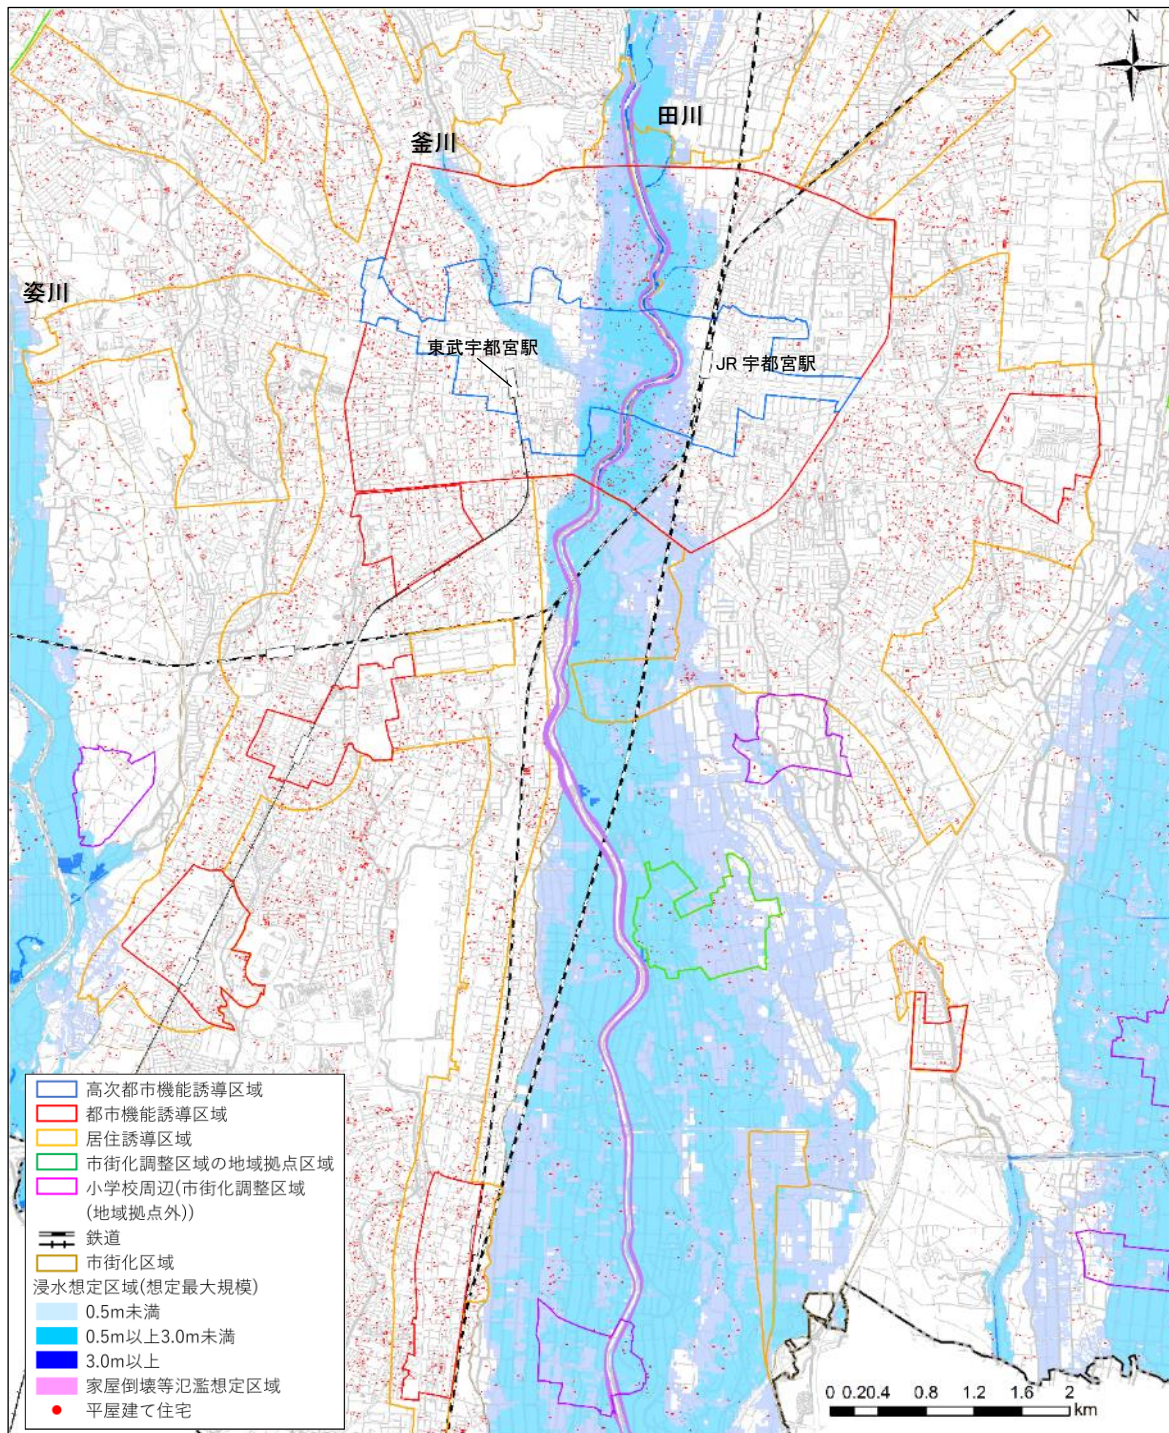 N
田川
釜川
姿川
東武宇都宮駅
JR 宇都宮駅
高次都市機能誘導区域
都市機能誘導区域
居住誘導区域
市街化調整区域の地域拠点区域
小学校周辺(市街化調整区域
(地域拠点外))
鉄道
市街化区域
浸水想定区域(想定最大規模)
0.5m未満
0.5m以上3.0m未満
3.0m以上
家屋倒壊等氾濫想定区域
平屋建て住宅
0 0.20.4 0.8 1.2 1.6 2
km